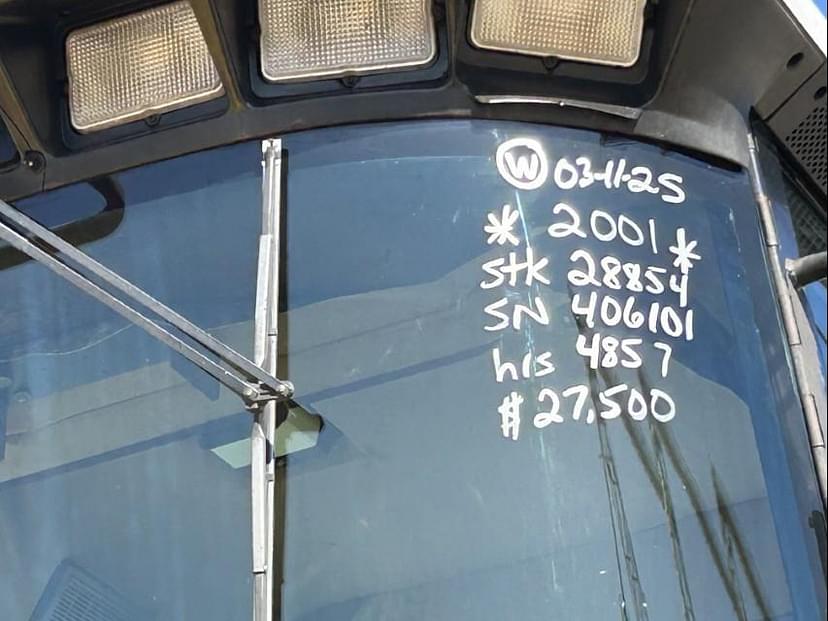 W 03-11-25
* 2001 *
Stk 28854
SN 406101
hrs 4857
$ 27,500